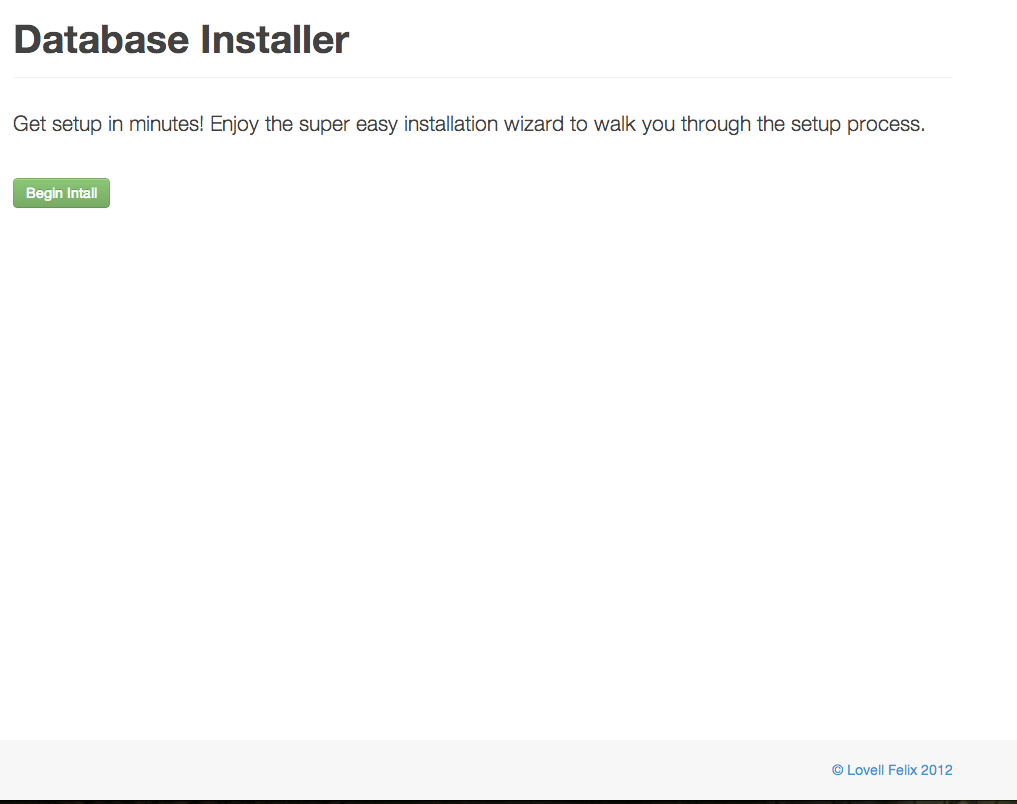 Database Installer
Get setup in minutes! Enjoy the super easy installation wizard to walk you through the setup process.
Begin Intall
© Lovell Felix 2012